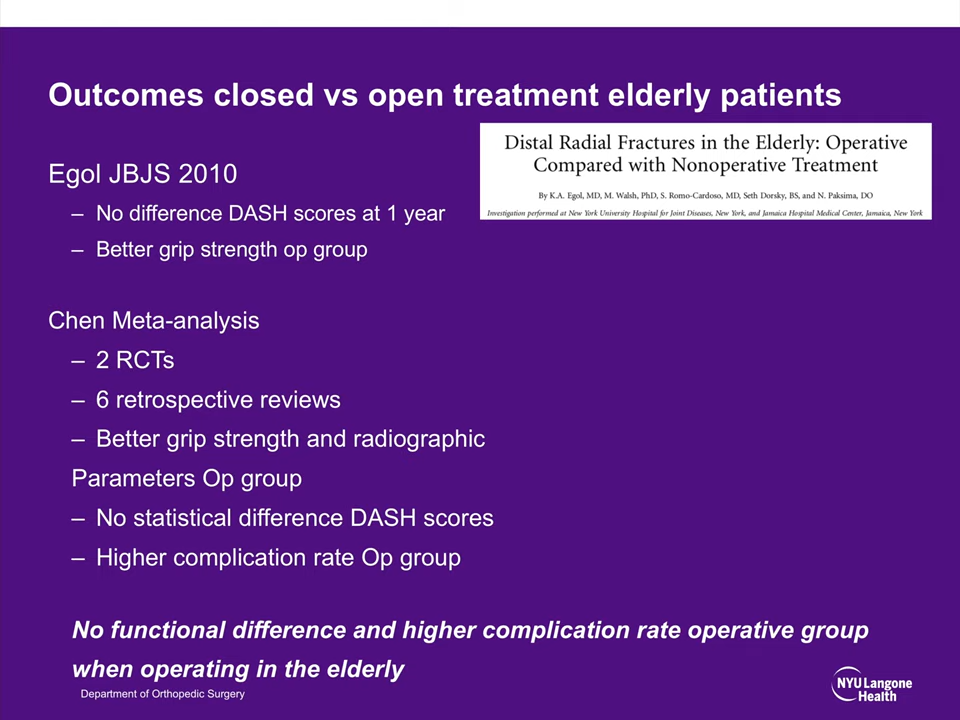 Outcomes closed vs open treatment elderly patients
Distal Radial Fractures in the Elderly: Operative
Compared with Nonoperative Treatment
By K.A. Egol, MD, M. Walsh, PhD, S. Romo-Cardoso, MD, Seth Dorsky, BS, and N. Paksima, DO
Investigation performed at New York University Hospital for Joint Diseases, New York, and Jamaica Hospital Medical Center, Jamaica, New York
Egol JBJS 2010
– No difference DASH scores at 1 year
– Better grip strength op group
Chen Meta-analysis
– 2 RCTs
– 6 retrospective reviews
– Better grip strength and radiographic
Parameters Op group
– No statistical difference DASH scores
– Higher complication rate Op group
No functional difference and higher complication rate operative group
when operating in the elderly
Department of Orthopedic Surgery
NYU Langone
Health